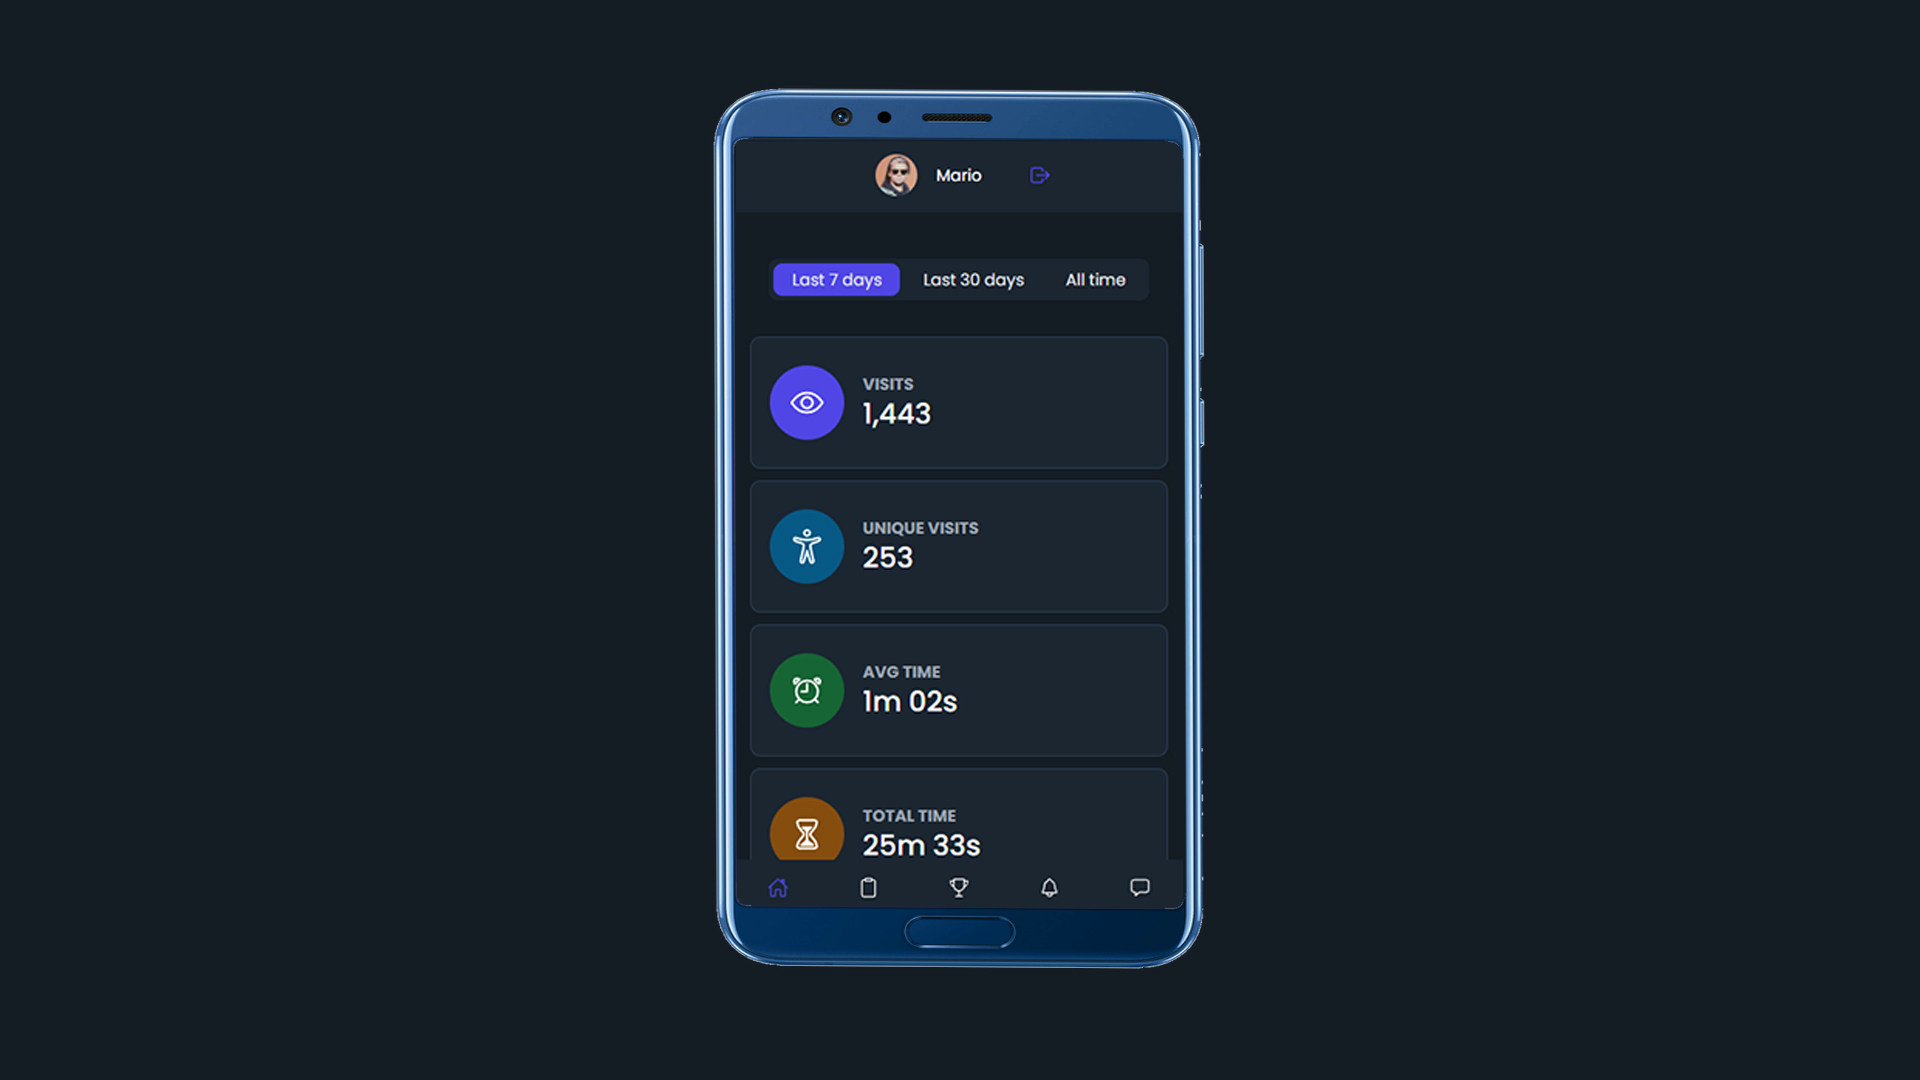 Mario
Last 7 days Last 30 days All time
VISITS
1,443
UNIQUE VISITS
253
AVG TIME
1m 02s
TOTAL TIME
25m 33s